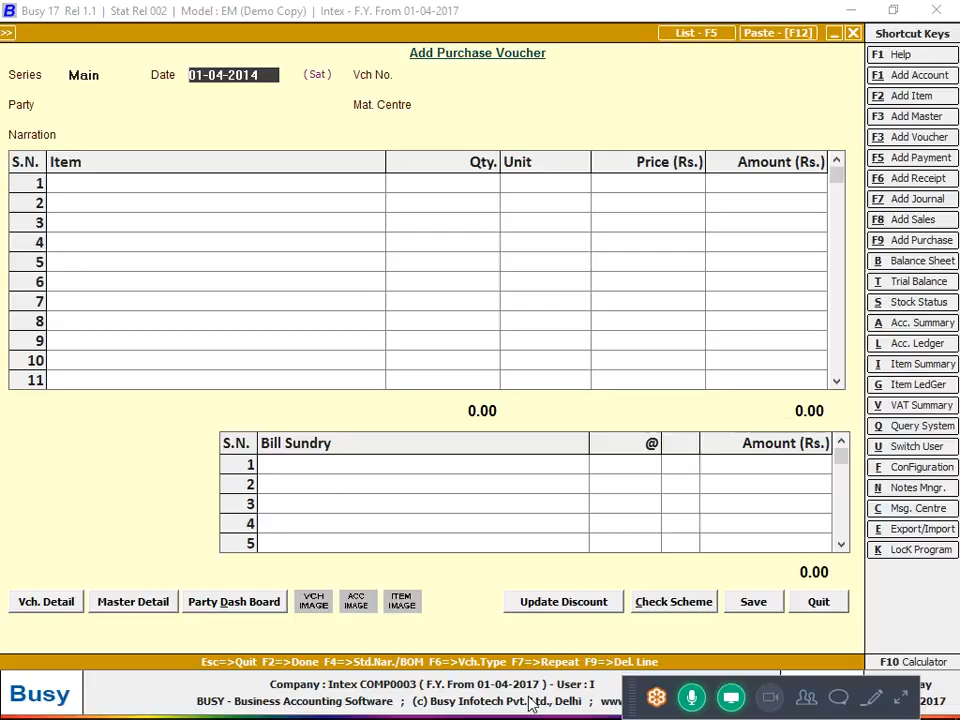 Busy 17 Rel 1.1 | Stat Rel 002 | Model : EM (Demo Copy) | Intex - F.Y. From 01-04-2017
>> List - F5 Paste - [F12]
Add Purchase Voucher
Series Main Date 01-04-2014 (Sat) Vch No.
Party Mat. Centre
Narration
S.N. Item Qty. Unit Price (Rs.) Amount (Rs.)
1
2
3
4
5
6
7
8
9
10
11
0.00 0.00
S.N. Bill Sundry @ Amount (Rs.)
1
2
3
4
5
0.00
Vch. Detail Master Detail Party Dash Board VCH IMAGE ACC IMAGE ITEM IMAGE Update Discount Check Scheme Save Quit
Esc=>Quit F2=>Done F4=>Std.Nar./BOM F6=>Vch.Type F7=>Repeat F9=>Del. Line
Shortcut Keys
F1 Help
F1 Add Account
F2 Add Item
F3 Add Master
F3 Add Voucher
F5 Add Payment
F6 Add Receipt
F7 Add Journal
F8 Add Sales
F9 Add Purchase
B Balance Sheet
T Trial Balance
S Stock Status
A Acc. Summary
L Acc. Ledger
I Item Summary
G Item LedGer
V VAT Summary
Q Query System
U Switch User
F ConFiguration
N Notes Mngr.
C Msg. Centre
E Export/Import
K LocK Program
F10 Calculator
Busy
Company : Intex COMP0003 ( F.Y. From 01-04-2017 ) - User : I
BUSY - Business Accounting Software ; (c) Busy Infotech Pvt. Ltd., Delhi ;